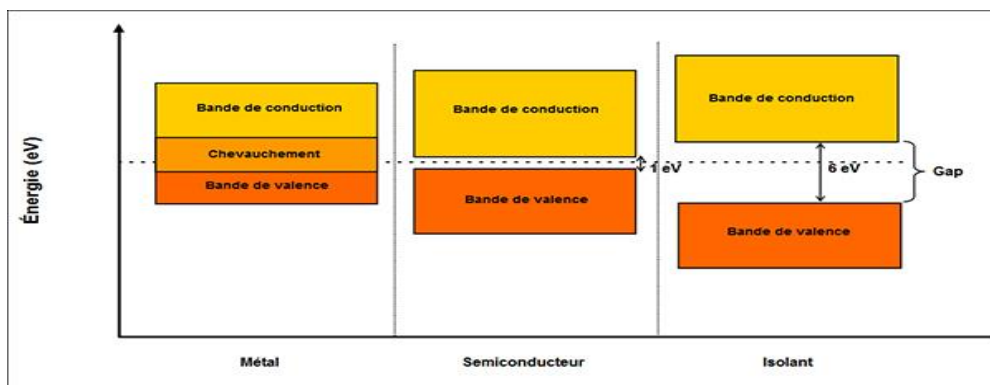 Énergie (eV)
Bande de conduction
Chevauchement
Bande de valence
Métal
Bande de conduction
1 eV
Bande de valence
Semiconducteur
Bande de conduction
6 eV
Gap
Bande de valence
Isolant